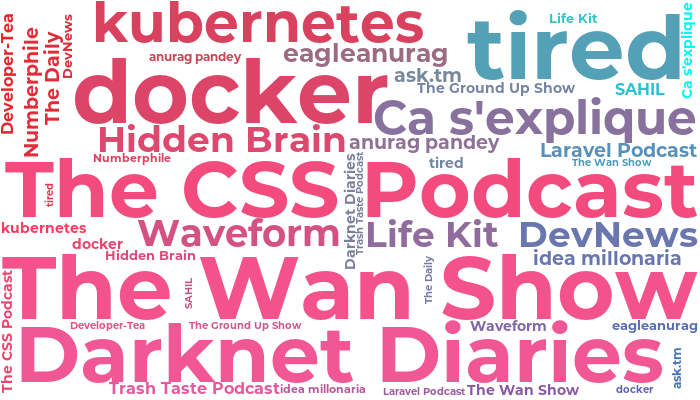 Developer-Tea
Numberphile
The Daily
DevNews
kubernetes
Life Kit
tired
Ca s'explique
anurag pandey
eagleanurag
ask.tm
docker
The Ground Up Show
SAHIL
Ca s'explique
Hidden Brain
anurag pandey
Laravel Podcast
Numberphile
tired
The Wan Show
Darknet Diaries
Trash Taste Podcast
The CSS Podcast
tired
kubernetes
Waveform
Life Kit
DevNews
docker
Hidden Brain
idea millonaria
The Wan Show
SAHIL
The Daily
The CSS Podcast
Developer-Tea
The Ground Up Show
Waveform
eagleanurag
Darknet Diaries
ask.tm
Trash Taste Podcast
idea millonaria
Laravel Podcast
The Wan Show
docker